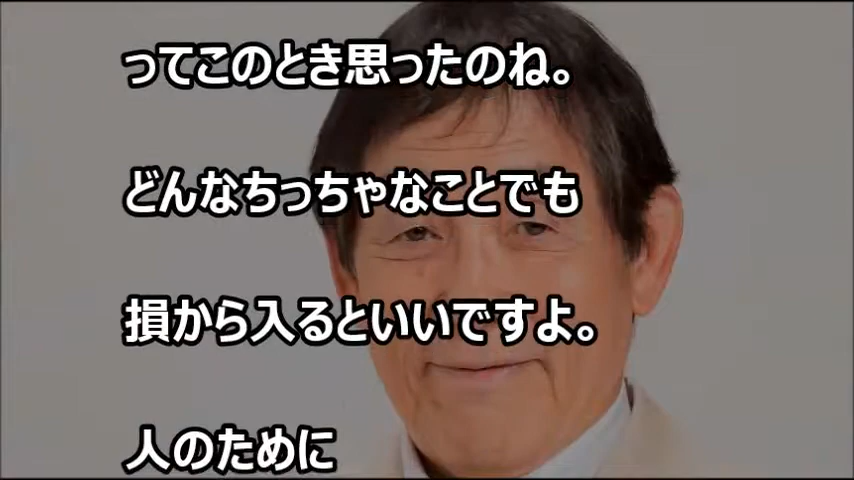 ってこのとき思ったのね。
どんなちっちゃなことでも
損から入るといいですよ。
人のために